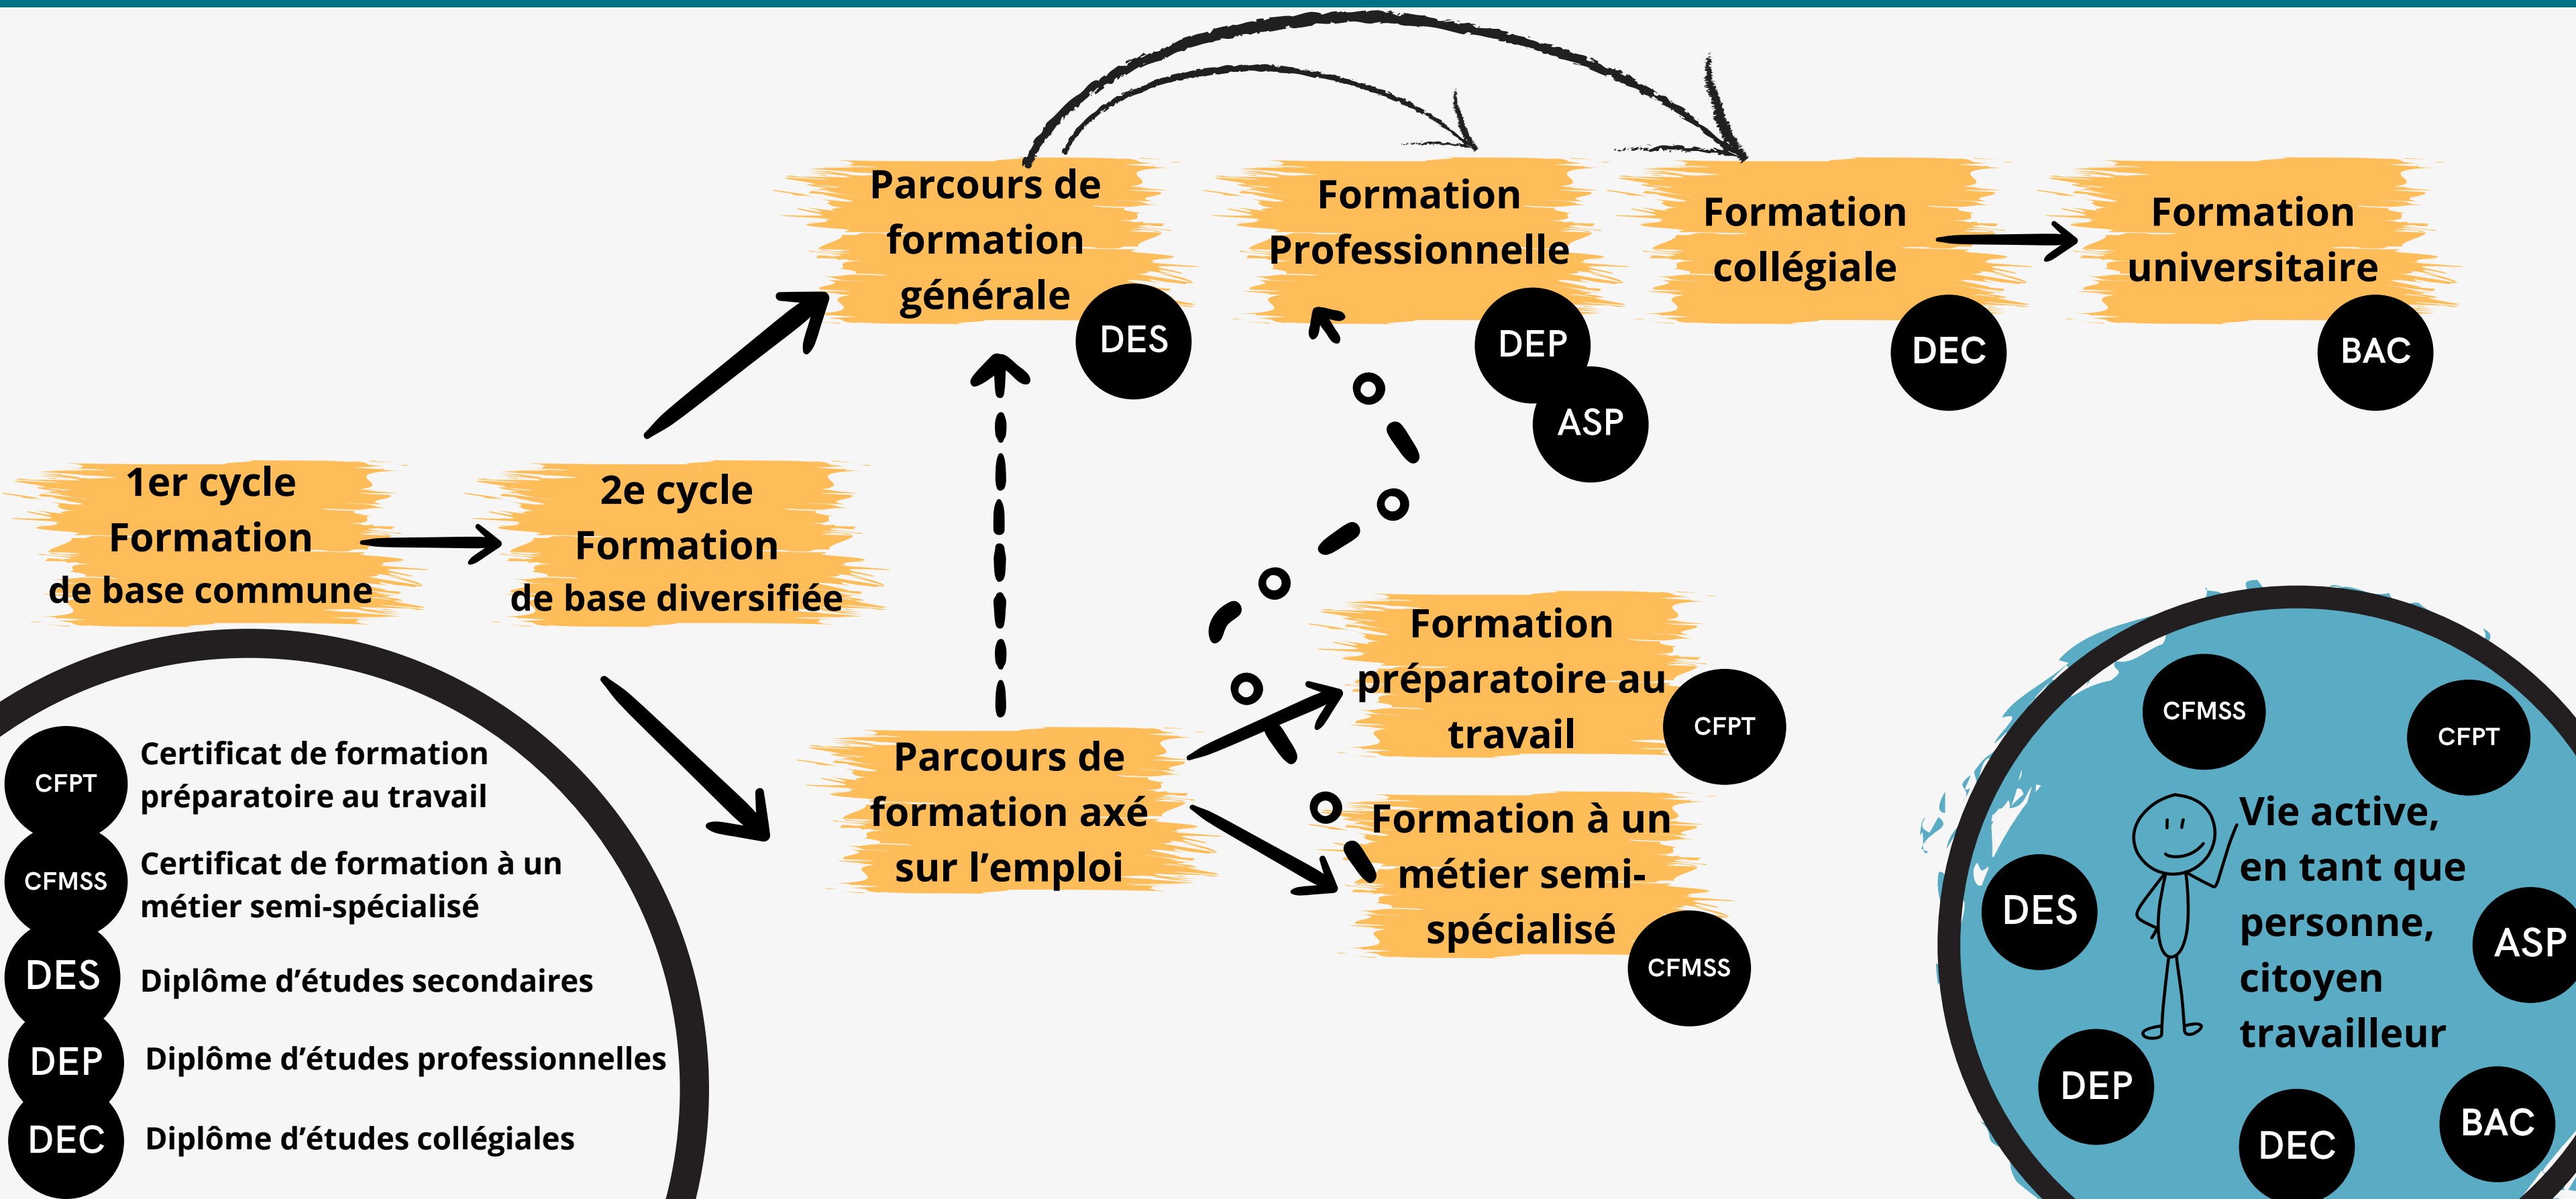 Parcours de
formation
générale
DES
Formation
Professionnelle
DEP
ASP
Formation
collégiale
DEC
Formation
universitaire
BAC
1er cycle
Formation
de base commune
2e cycle
Formation
de base diversifiée
Parcours de
formation axé
sur l’emploi
Formation
préparatoire au
travail
CFPT
Formation à un
métier semi-
spécialisé
CFMSS
CFPT
Certificat de formation
préparatoire au travail
CFMSS
Certificat de formation à un
métier semi-spécialisé
DES
Diplôme d’études secondaires
DEP
Diplôme d’études professionnelles
DEC
Diplôme d’études collégiales
CFMSS
CFPT
Vie active,
en tant que
personne,
citoyen
travailleur
DES
ASP
DEP
BAC
DEC